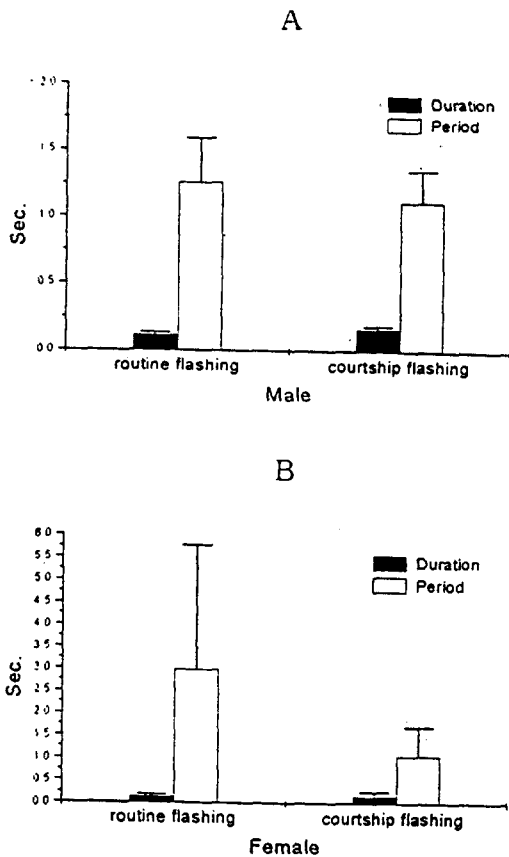 A
2.0
Duration
Period
1.5
Sec.
1.0
0.5
0.0
routine flashing courtship flashing
Male
B
6.0
5.5
Duration
5.0
Period
4.5
4.0
3.5
3.0
Sec.
2.5
2.0
1.5
1.0
0.5
0.0
routine flashing courtship flashing
Female